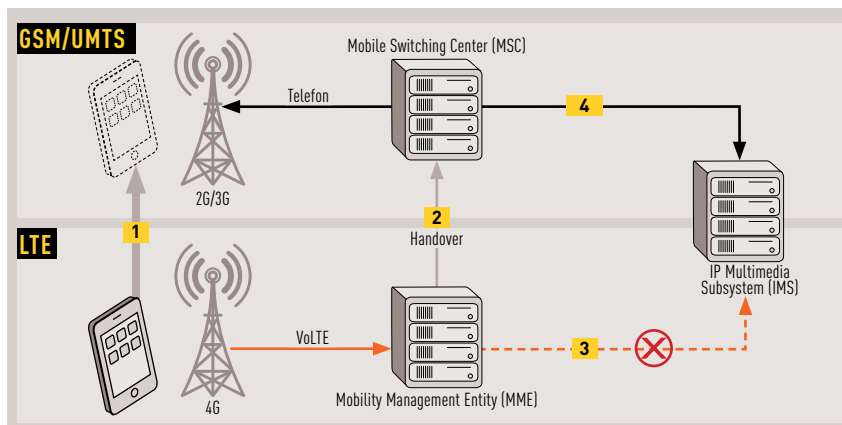 GSM/UMTS
Mobile Switching Center (MSC)
Telefon
4
2G/3G
1
2
LTE
Handover
IP Multimedia
Subsystem (IMS)
VoLTE
3
4G
Mobility Management Entity (MME)